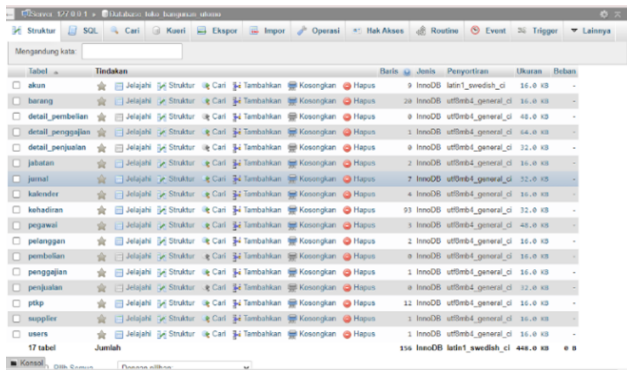 Server: 127.0.0.1 » Database: toko_bangunan_utomo
Struktur SQL Cari Kueri Ekspor Impor Operasi Hak Akses Routine Event Trigger Lainnya
Mengandung kata:
Tabel Tindakan Baris Jenis Penyortiran Ukuran Beban
akun Jelajahi Struktur Cari Tambahkan Kosongkan Hapus 9 InnoDB latin1_swedish_ci 16.0 KB -
barang Jelajahi Struktur Cari Tambahkan Kosongkan Hapus 20 InnoDB utf8mb4_general_ci 16.0 KB -
detail_pembelian Jelajahi Struktur Cari Tambahkan Kosongkan Hapus 0 InnoDB utf8mb4_general_ci 48.0 KB -
detail_penggajian Jelajahi Struktur Cari Tambahkan Kosongkan Hapus 1 InnoDB utf8mb4_general_ci 64.0 KB -
detail_penjualan Jelajahi Struktur Cari Tambahkan Kosongkan Hapus 0 InnoDB utf8mb4_general_ci 32.0 KB -
jabatan Jelajahi Struktur Cari Tambahkan Kosongkan Hapus 2 InnoDB utf8mb4_general_ci 16.0 KB -
jurnal Jelajahi Struktur Cari Tambahkan Kosongkan Hapus 7 InnoDB utf8mb4_general_ci 32.0 KB -
kalender Jelajahi Struktur Cari Tambahkan Kosongkan Hapus InnoDB utf8mb4_general_ci 16.0 KB -
kehadiran Jelajahi Struktur Cari Tambahkan Kosongkan Hapus 93 InnoDB utf8mb4_general_ci 32.0 KB -
pegawai Jelajahi Struktur Cari Tambahkan Kosongkan Hapus InnoDB utf8mb4_general_ci 48.0 KB -
pelanggan Jelajahi Struktur Cari Tambahkan Kosongkan Hapus 2 InnoDB utf8mb4_general_ci 16.0 KB -
pembelian Jelajahi Struktur Cari Tambahkan Kosongkan Hapus 0 InnoDB utf8mb4_general_ci 16.0 KB -
penggajian Jelajahi Struktur Cari Tambahkan Kosongkan Hapus 1 InnoDB utf8mb4_general_ci 16.0 KB -
penjualan Jelajahi Struktur Cari Tambahkan Kosongkan Hapus 0 InnoDB utf8mb4_general_ci KB -
ptkp Jelajahi Struktur Cari Tambahkan Kosongkan Hapus 12 InnoDB utf8mb4_general_ci 16.0 KB -
supplier Jelajahi Struktur Cari Tambahkan Kosongkan Hapus 1 InnoDB utf8mb4_general_ci 16.0 KB -
users Jelajahi Struktur Cari Tambahkan Kosongkan Hapus 1 InnoDB utf8mb4_general_ci 16.0 KB -
17 tabel Jumlah 156 InnoDB latin1_swedish_ci 448.0 KB 0 B
Konsol Pilih Semua Dengan pilihan: